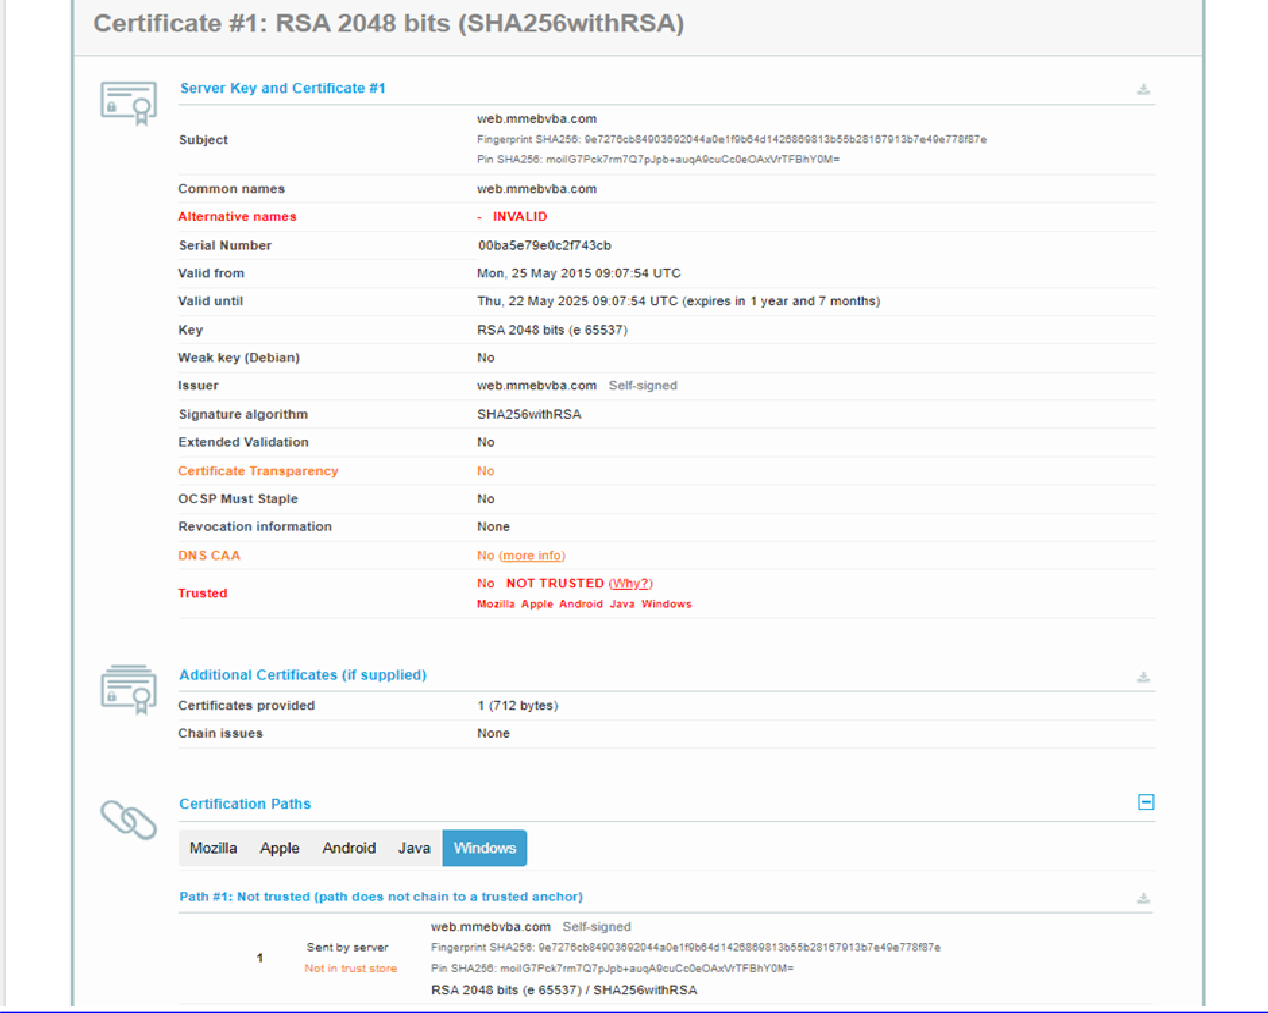 Certificate #1: RSA 2048 bits (SHA256withRSA)
Server Key and Certificate #1
Subject
web.mmebvba.com
Fingerprint SHA256: 9e7276cb84903692044a0e1f9b64d1426869813b55b28167913b7e49e778f87e
Pin SHA256: moilG7Pck7rm7Q7pJpb+auqA9cuCc0eOAxVrTFBhY0M=
Common names web.mmebvba.com
Alternative names - INVALID
Serial Number 00ba5e79e0c2f743cb
Valid from Mon, 25 May 2015 09:07:54 UTC
Valid until Thu, 22 May 2025 09:07:54 UTC (expires in 1 year and 7 months)
Key RSA 2048 bits (e 65537)
Weak key (Debian) No
Issuer web.mmebvba.com Self-signed
Signature algorithm SHA256withRSA
Extended Validation No
Certificate Transparency No
OCSP Must Staple No
Revocation information None
DNS CAA No (more info)
Trusted
No NOT TRUSTED (Why?)
Mozilla Apple Android Java Windows
Additional Certificates (if supplied)
Certificates provided 1 (712 bytes)
Chain issues None
Certification Paths
Mozilla Apple Android Java Windows
Path #1: Not trusted (path does not chain to a trusted anchor)
1
Sent by server
Not in trust store
web.mmebvba.com Self-signed
Fingerprint SHA256: 9e7276cb84903692044a0e1f9b64d1426869813b55b28167913b7e49e778f87e
Pin SHA256: moilG7Pck7rm7Q7pJpb+auqA9cuCc0eOAxVrTFBhY0M=
RSA 2048 bits (e 65537) / SHA256withRSA